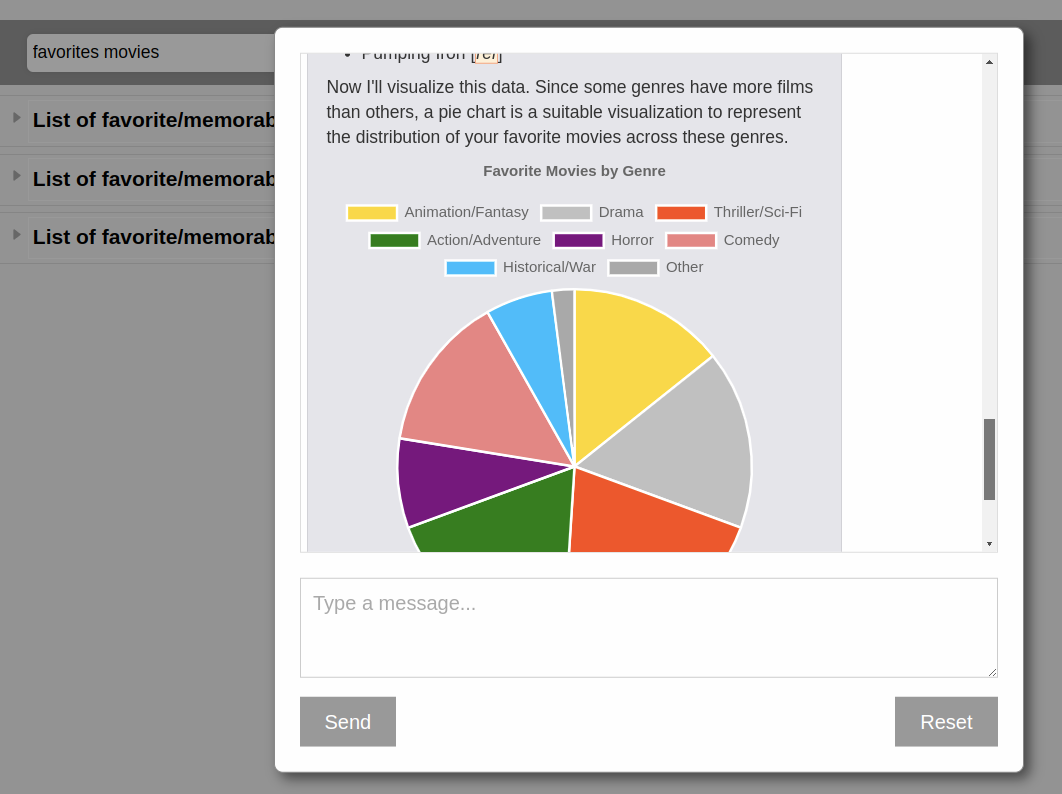 favorites movies
List of favorite/memorab
List of favorite/memorab
List of favorite/memorab
Pumping Iron [/e/]
Now I'll visualize this data. Since some genres have more films
than others, a pie chart is a suitable visualization to represent
the distribution of your favorite movies across these genres.
Favorite Movies by Genre
Animation/Fantasy Drama Thriller/Sci-Fi
Action/Adventure Horror Comedy
Historical/War Other
Type a message...
Send Reset